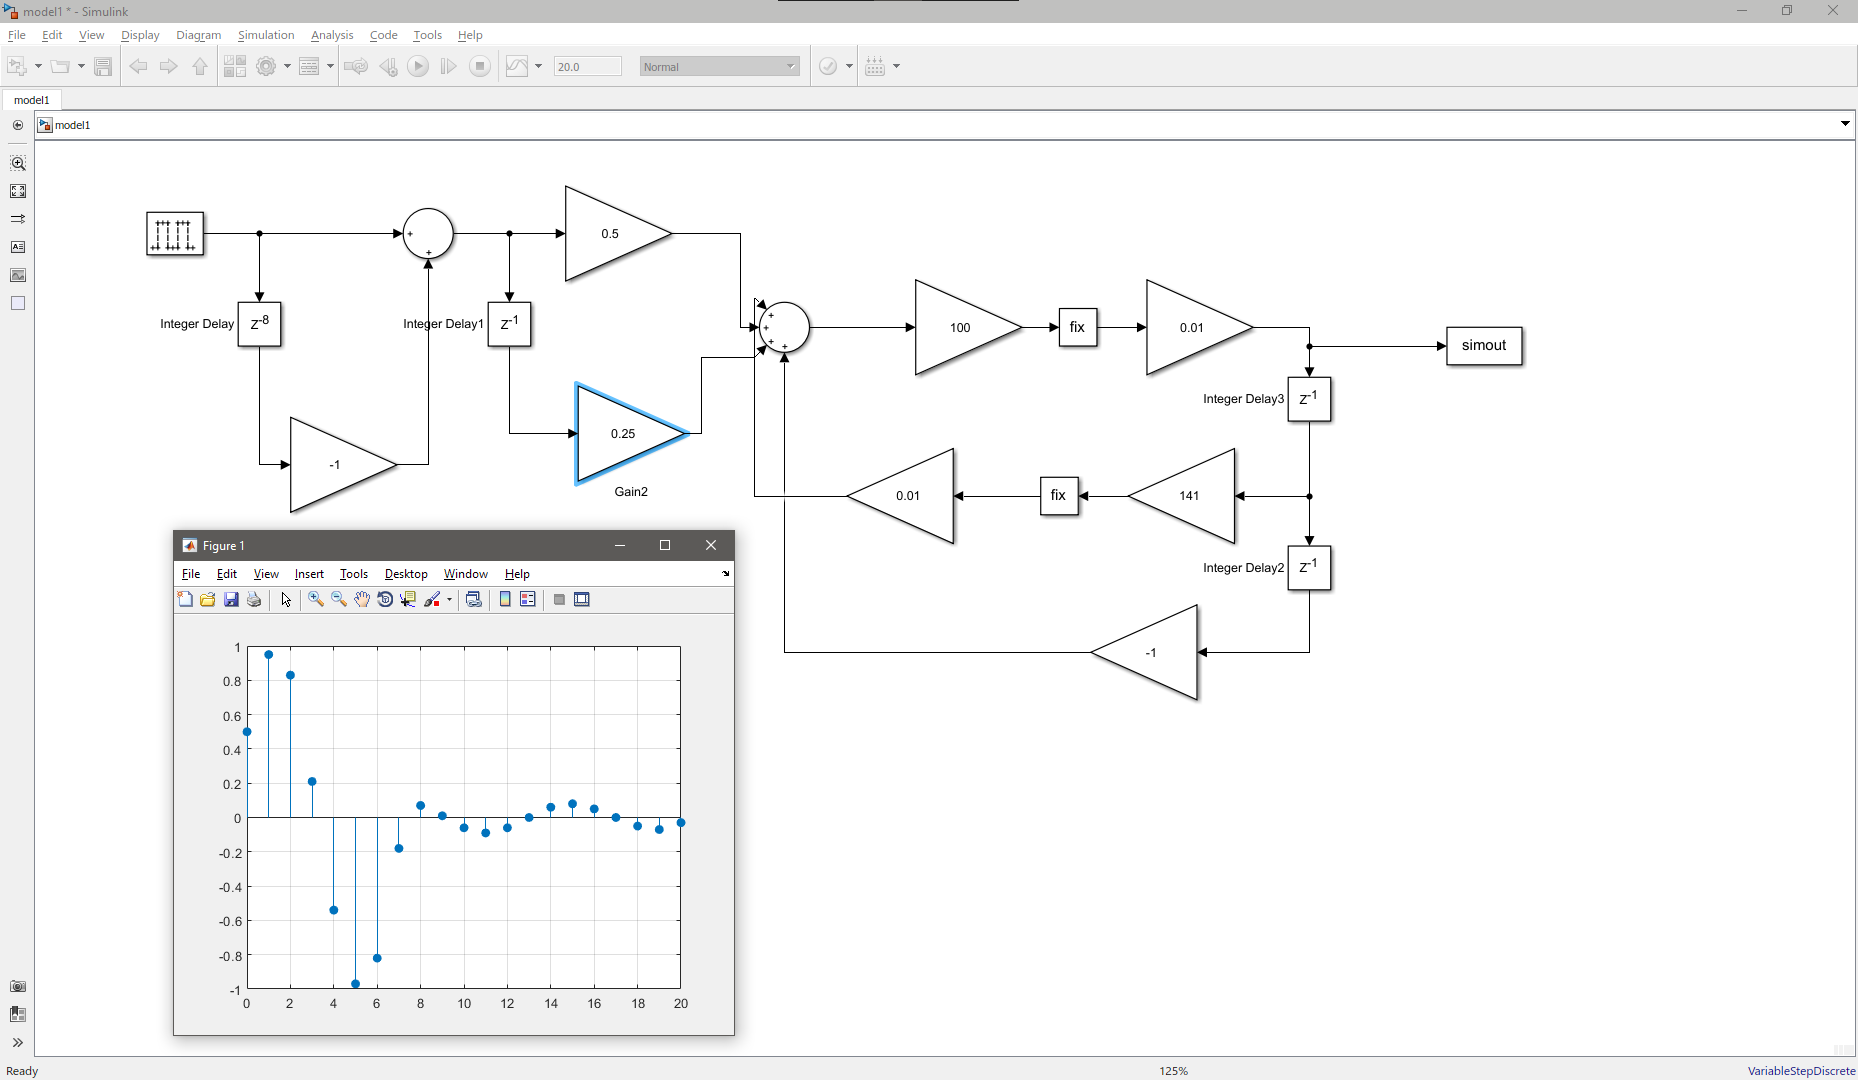 model1 * - Simulink
File Edit View Display Diagram Simulation Analysis Code Tools Help
20.0 Normal
model1
model1
0.5
Integer Delay
z-8
Integer Delay1
z-1
100
fix
0.01
simout
Integer Delay3
z-1
0.25
Gain2
-1
0.01
fix
141
Integer Delay2
z-1
-1
Figure 1
File Edit View Insert Tools Desktop Window Help
1
0.8
0.6
0.4
0.2
0
-0.2
-0.4
-0.6
-0.8
-1
0 2 4 6 8 10 12 14 16 18 20
Ready 125% VariableStepDiscrete